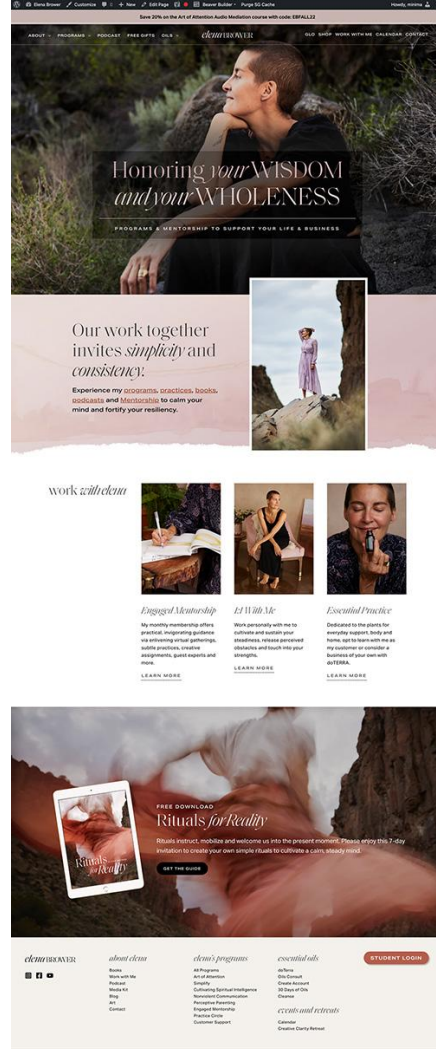 Elena Brower Customize 0 + New Edit Page Beaver Builder Purge SG Cache Howdy, minima
Save 20% on the Art of Attention Audio Mediation course with code: EBFALL22
ABOUT PROGRAMS PODCAST FREE GIFTS OILS elena BROWER GLO SHOP WORK WITH ME CALENDAR CONTACT
Honoring your WISDOM
and your WHOLENESS
PROGRAMS & MENTORSHIP TO SUPPORT YOUR LIFE & BUSINESS
Our work together
invites simplicity and
consistency.
Experience my programs, practices, books,
podcasts and Mentorship to calm your
mind and fortify your resiliency.
work with elena
Engaged Mentorship
My monthly membership offers
practical, invigorating guidance
via enlivening virtual gatherings,
subtle practices, creative
assignments, guest experts and
more.
LEARN MORE
1:1 With Me
Work personally with me to
cultivate and sustain your
steadiness, release perceived
obstacles and touch into your
strengths.
LEARN MORE
Essential Practice
Dedicated to the plants for
everyday support, body and
home. opt to learn with me as
my customer or consider a
business of your own with
doTERRA.
LEARN MORE
Rituals
for Reality
FREE DOWNLOAD
Rituals for Reality
Rituals instruct, mobilize and welcome us into the present moment. Please enjoy this 7-day
invitation to create your own simple rituals to cultivate a calm, steady mind.
GET THE GUIDE
elena BROWER
about elena
Books
Work with Me
Podcast
Media Kit
Blog
Art
Contact
elena's programs
All Programs
Art of Attention
Simplify
Cultivating Spiritual Intelligence
Nonviolent Communication
Perceptive Parenting
Engaged Mentorship
Practice Circle
Customer Support
essential oils
doTerra
Oils Consult
Create Account
30 Days of Oils
Cleanse
events and retreats
Calendar
Creative Clarity Retreat
STUDENT LOGIN